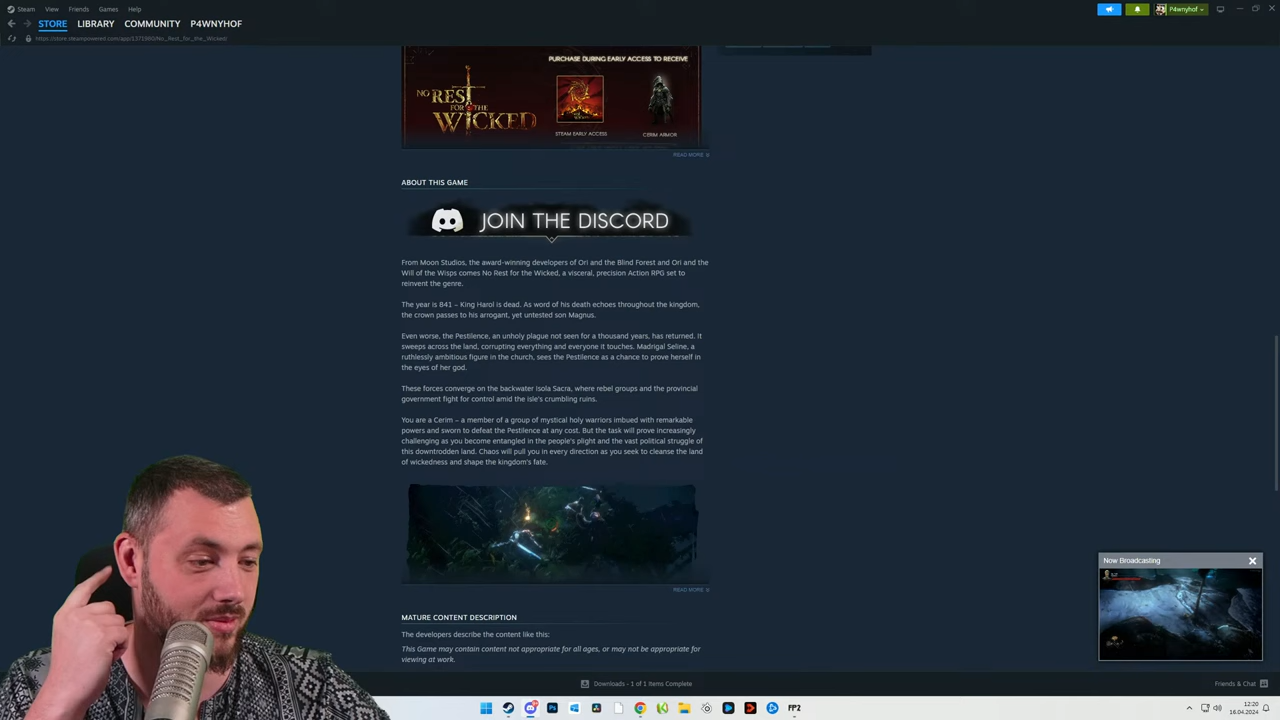 Steam View Friends Games Help
P4wnyhof
STORE LIBRARY COMMUNITY P4WNYHOF
https://store.steampowered.com/app/1371980/No_Rest_for_the_Wicked/
PURCHASE DURING EARLY ACCESS TO RECEIVE
NO REST FOR THE WICKED
STEAM EARLY ACCESS
CERIM ARMOR
READ MORE
ABOUT THIS GAME
JOIN THE DISCORD
From Moon Studios, the award-winning developers of Ori and the Blind Forest and Ori and the
Will of the Wisps comes No Rest for the Wicked, a visceral, precision Action RPG set to
reinvent the genre.
The year is 841 – King Harol is dead. As word of his death echoes throughout the kingdom,
the crown passes to his arrogant, yet untested son Magnus.
Even worse, the Pestilence, an unholy plague not seen for a thousand years, has returned. It
sweeps across the land, corrupting everything and everyone it touches. Madrigal Seline, a
ruthlessly ambitious figure in the church, sees the Pestilence as a chance to prove herself in
the eyes of her god.
These forces converge on the backwater isola Sacra, where rebel groups and the provincial
government fight for control amid the isle's crumbling ruins.
You are a Cerim – a member of a group of mystical holy warriors imbued with remarkable
powers and sworn to defeat the Pestilence at any cost. But the task will prove increasingly
challenging as you become entangled in the people's plight and the vast political struggle of
this downtrodden land. Chaos will pull you in every direction as you seek to cleanse the land
of wickedness and shape the kingdom's fate.
READ MORE
Now Broadcasting
MATURE CONTENT DESCRIPTION
The developers describe the content like this:
This Game may contain content not appropriate for all ages, or may not be appropriate for
viewing at work.
Downloads - 1 of 1 Items Complete
Friends & Chat
FP2
12:20
16.04.2024